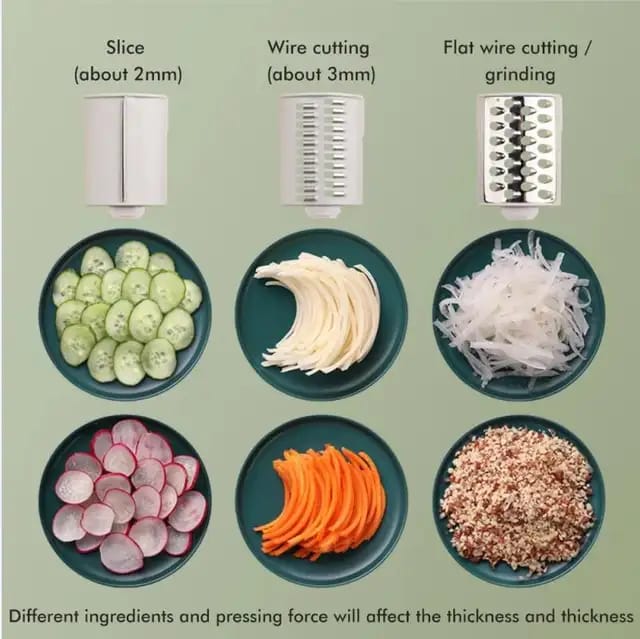 Slice
(about 2mm)
Wire cutting
(about 3mm)
Flat wire cutting /
grinding
Different ingredients and pressing force will affect the thickness and thickness